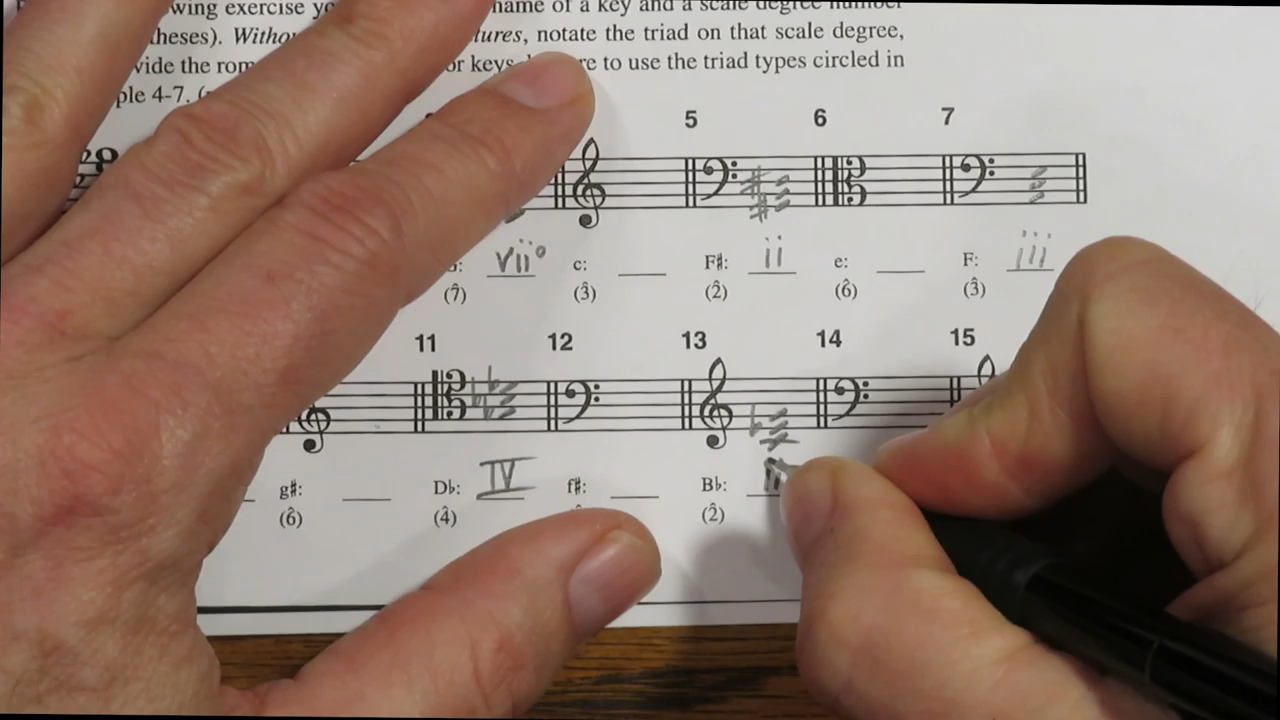 wing exercise name of a key and a scale degree number
theses). Witho tures, notate the triad on that scale degree,
vide the rom or keys, re to use the triad types circled in
ple 4-7. (
5 6 7
vii° c: F♯: ii e: F: iii
(7̂) (3̂) (2̂) (6̂) (3̂)
11 12 13 14 15
g♯: D♭: IV f♯: B♭: ii
(6̂) (4̂) (2̂)